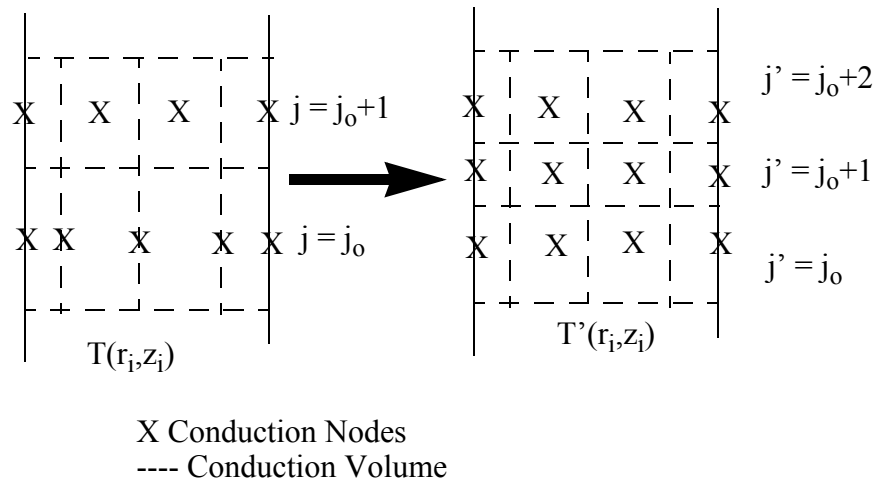 X X X X j = jo+1
X X X X X j = jo
T(ri,zi)
X X X X j’ = jo+2
X X X X j’ = jo+1
X X X X j’ = jo
T’(ri,zi)
X Conduction Nodes
---- Conduction Volume